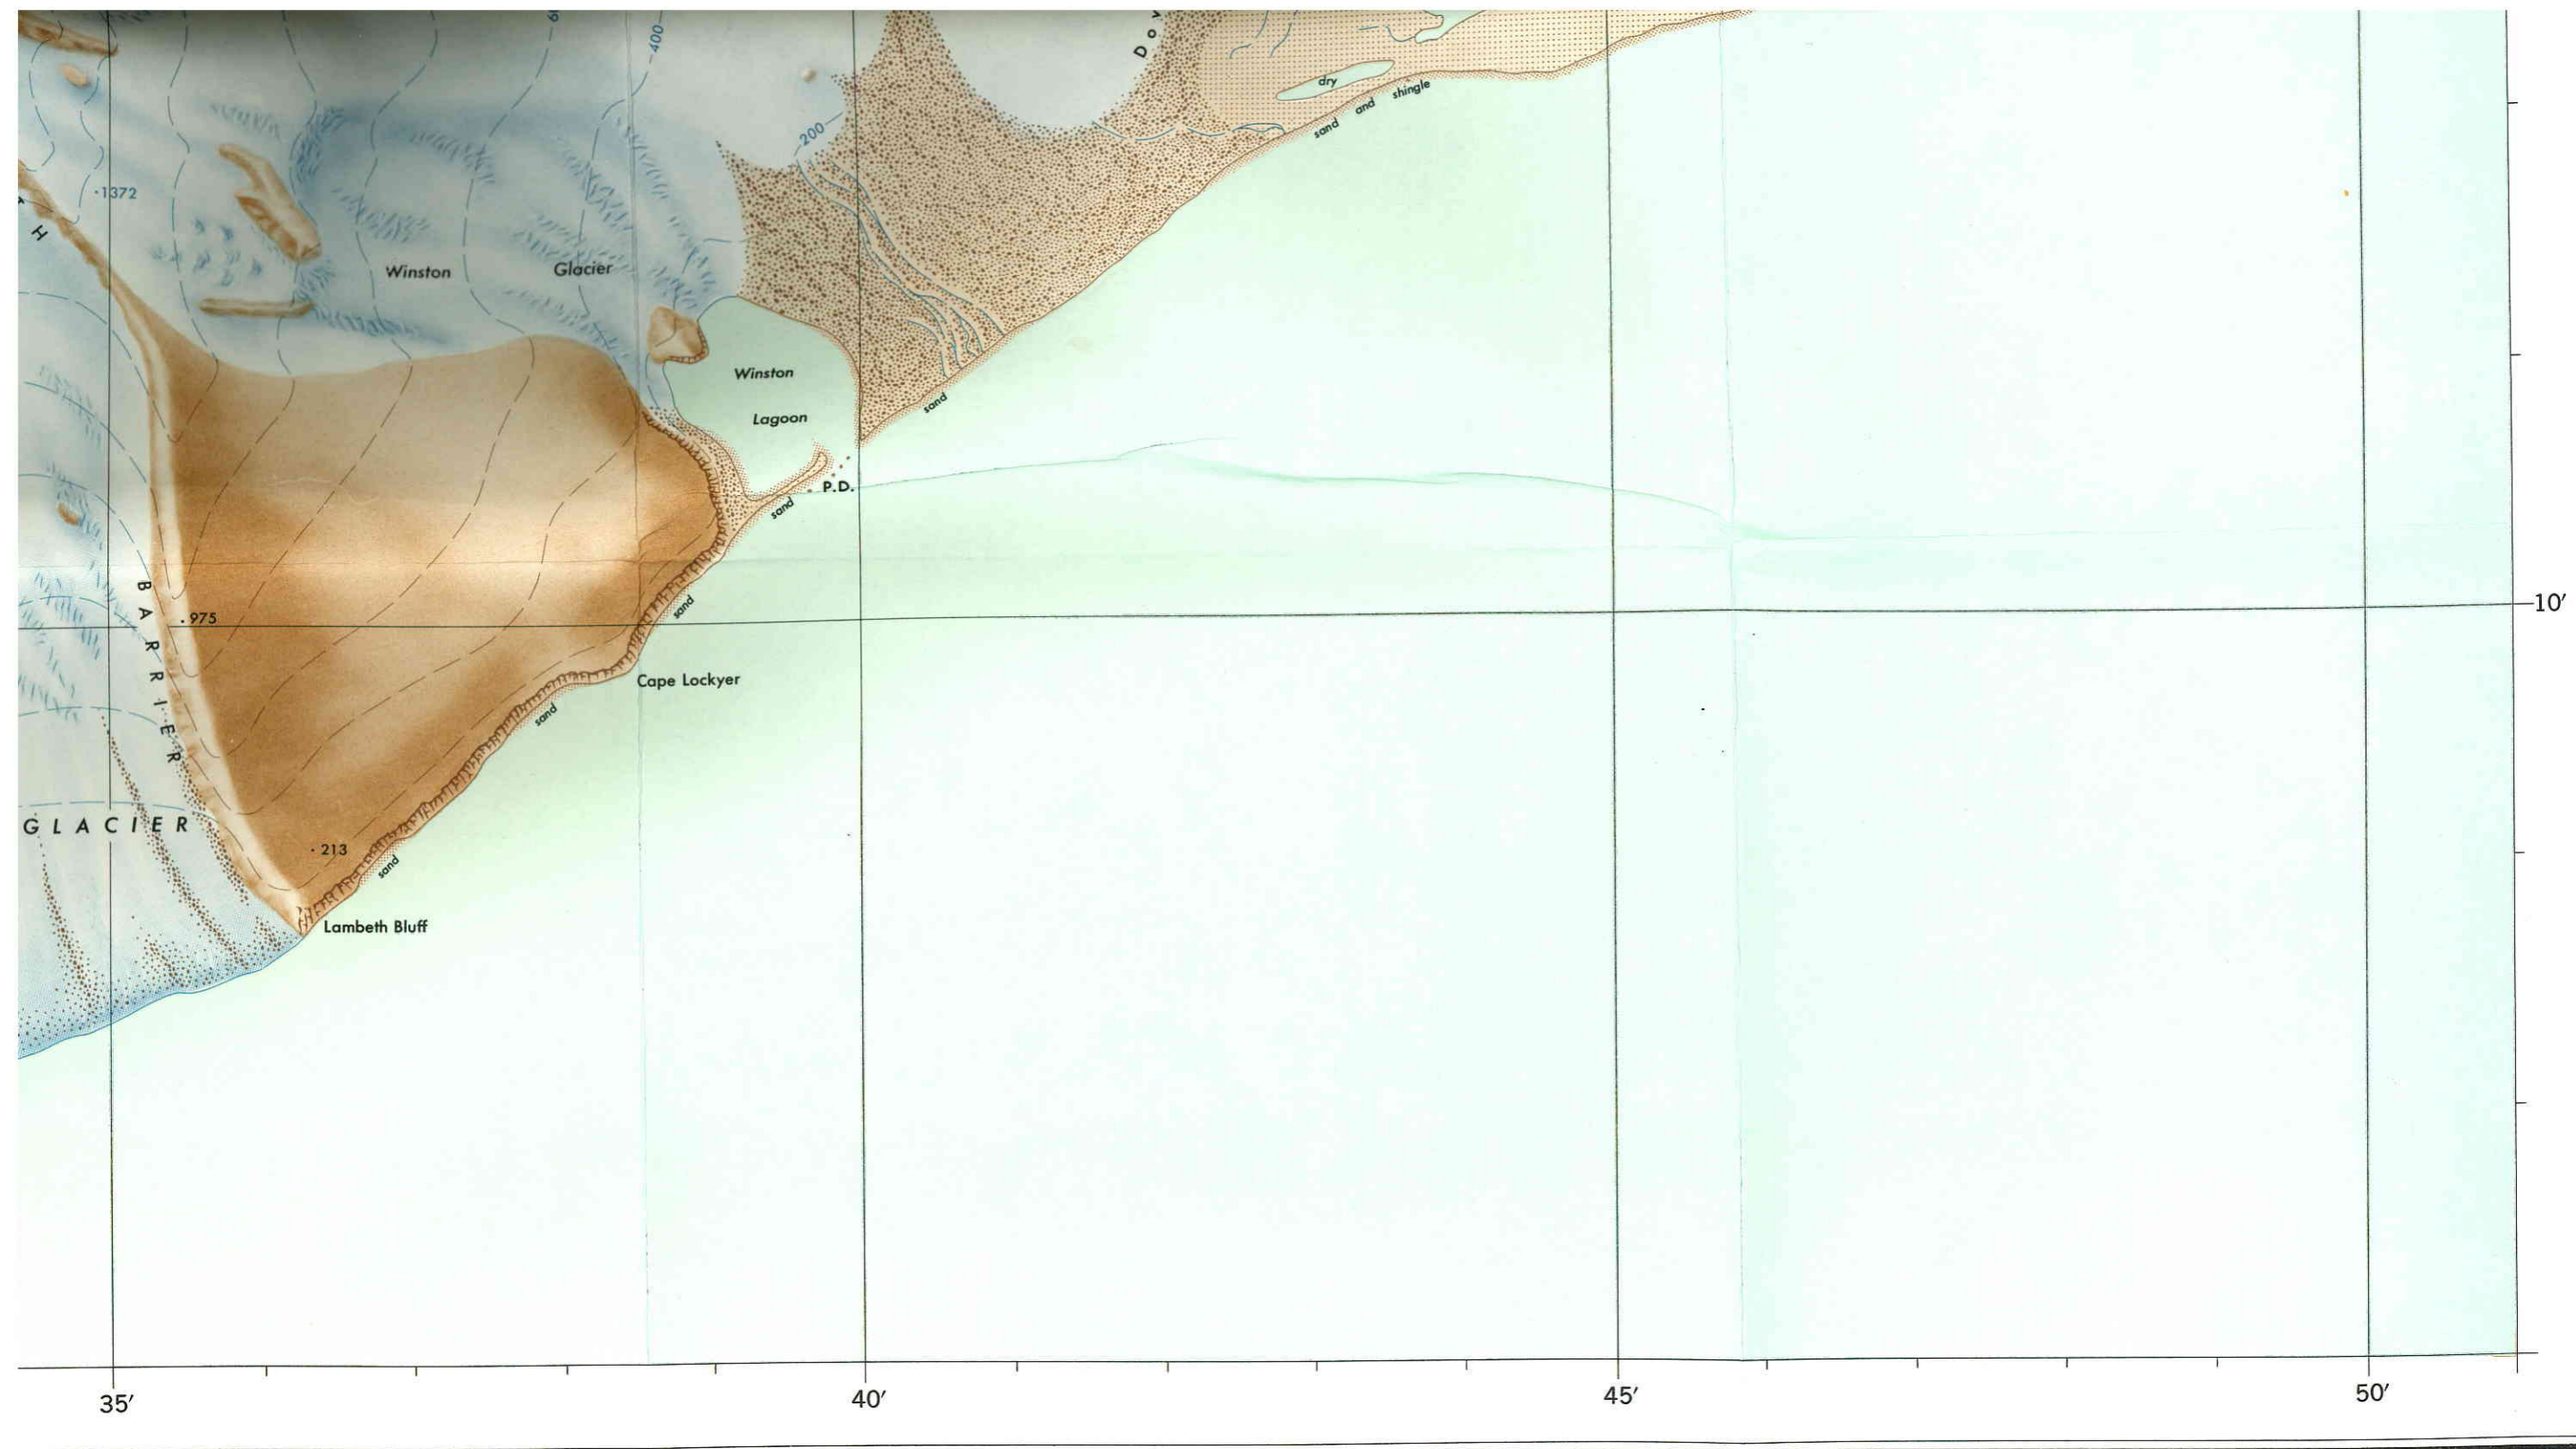 400
dry
sand and shingle
200
·1372
H
Winston Glacier
Winston
Lagoon
sand
P.D.
sand
.975
sand
BARRIER
Cape Lockyer
sand
GLACIER
·213
sand
Lambeth Bluff
10′
35′ 40′ 45′ 50′